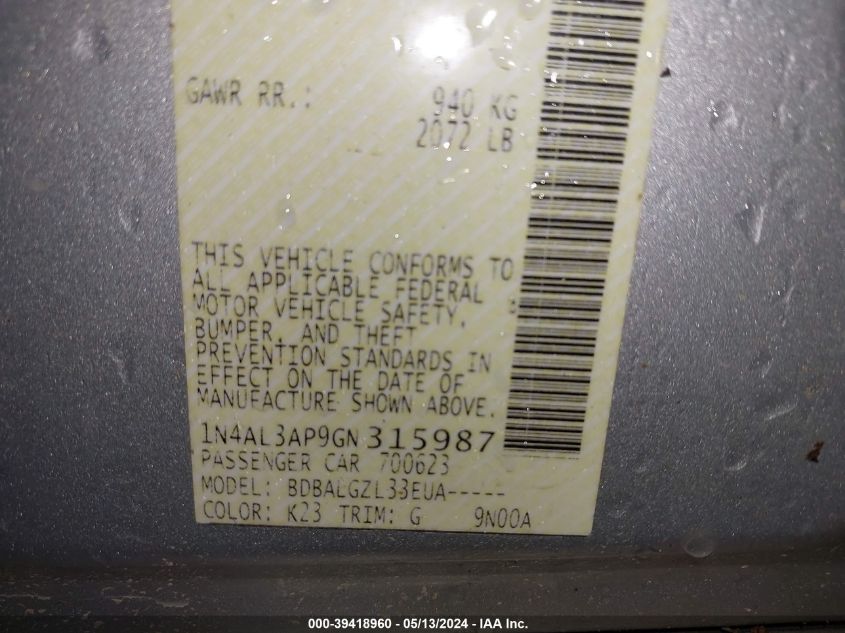 GAWR RR.: 940 KG
2072 LB
THIS VEHICLE CONFORMS TO
ALL APPLICABLE FEDERAL
MOTOR VEHICLE SAFETY,
BUMPER, AND THEFT
PREVENTION STANDARDS IN
EFFECT ON THE DATE OF
MANUFACTURE SHOWN ABOVE.
1N4AL3AP9GN315987
PASSENGER CAR 700623
MODEL: BDBALGZL33EUA-----
COLOR: K23 TRIM: G 9N00A
000-39418960 - 05/13/2024 - IAA Inc.